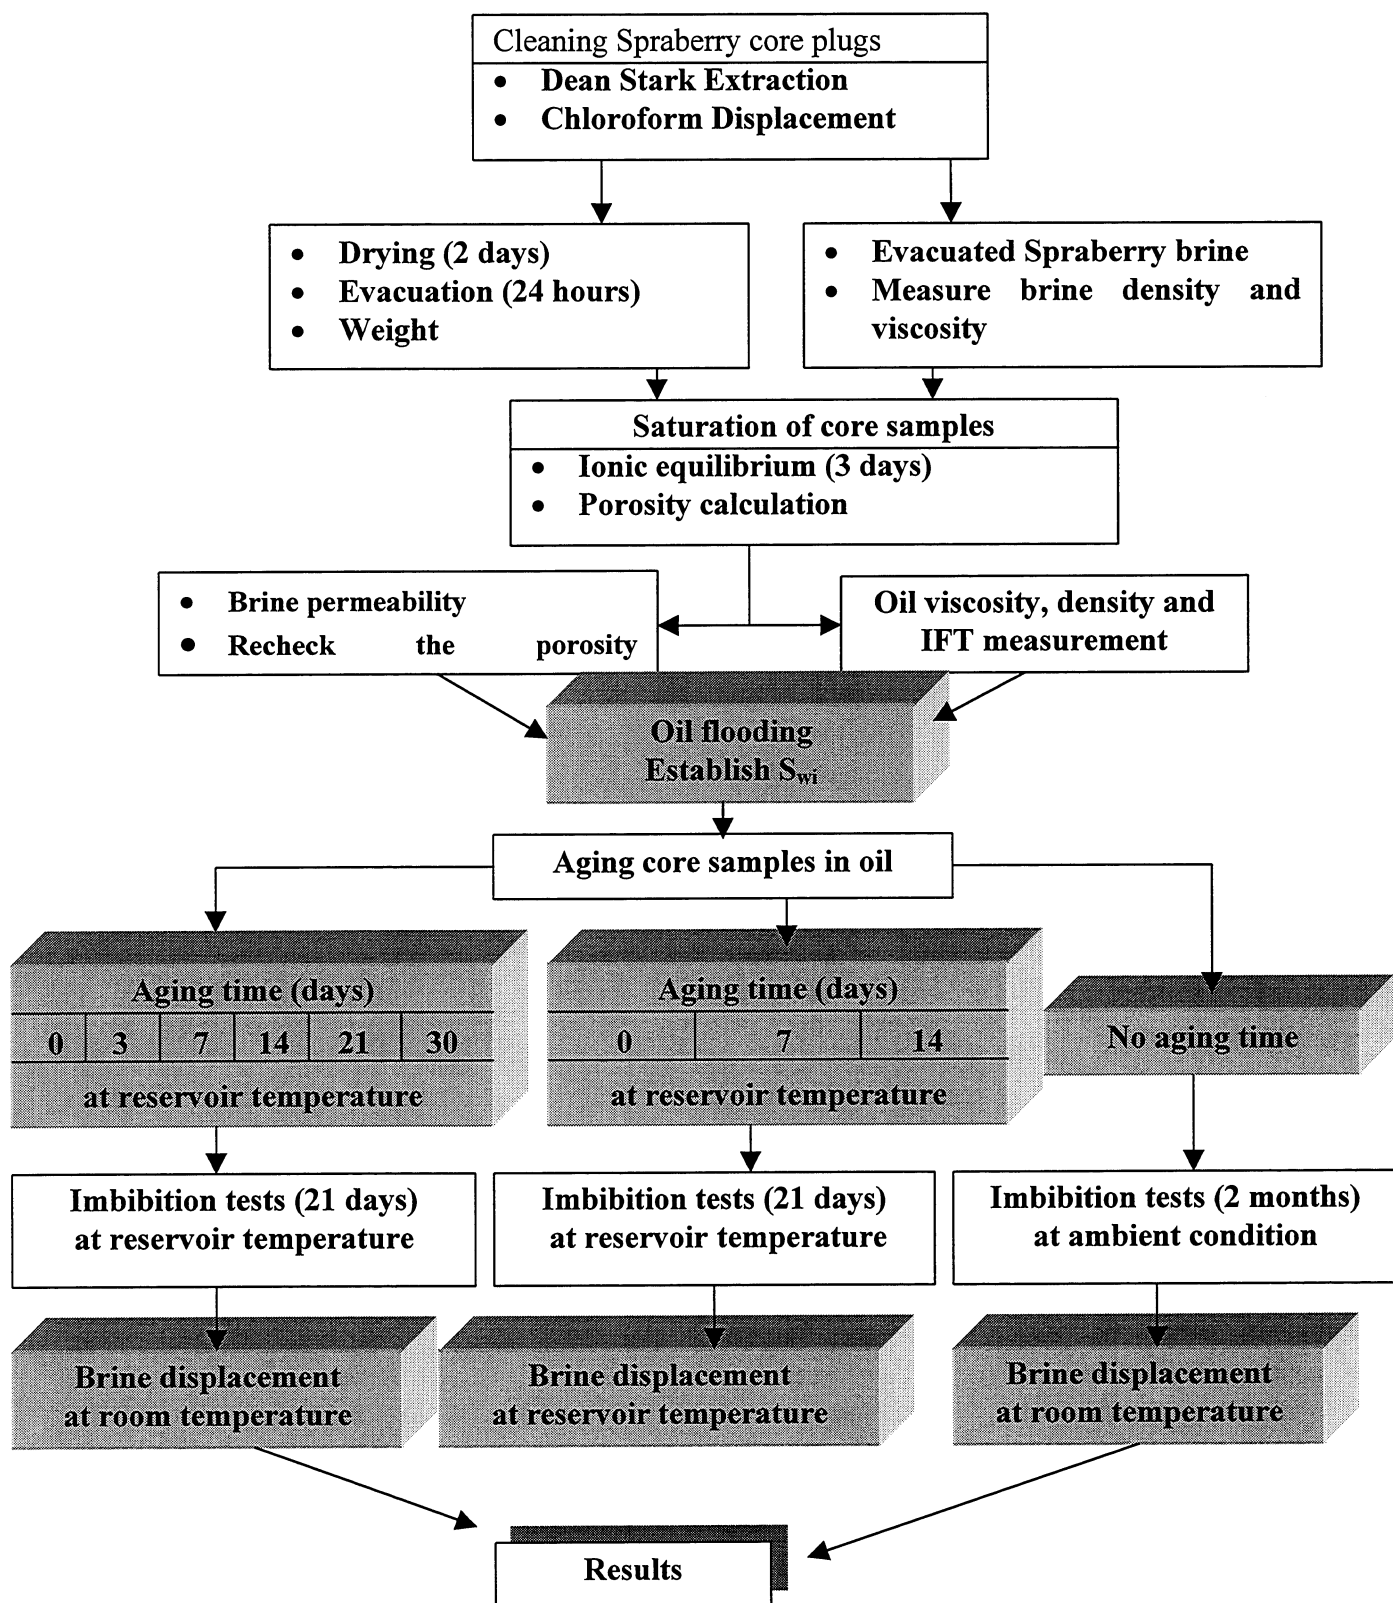 Cleaning Spraberry core plugs
• Dean Stark Extraction
• Chloroform Displacement
• Drying (2 days)
• Evacuation (24 hours)
• Weight
• Evacuated Spraberry brine
• Measure brine density and
viscosity
Saturation of core samples
• Ionic equilibrium (3 days)
• Porosity calculation
• Brine permeability
• Recheck the porosity
Oil viscosity, density and
IFT measurement
Oil flooding
Establish Swi
Aging core samples in oil
Aging time (days)
0 3 7 14 21 30
at reservoir temperature
Aging time (days)
0 7 14
at reservoir temperature
No aging time
Imbibition tests (21 days)
at reservoir temperature
Imbibition tests (21 days)
at reservoir temperature
Imbibition tests (2 months)
at ambient condition
Brine displacement
at room temperature
Brine displacement
at reservoir temperature
Brine displacement
at room temperature
Results